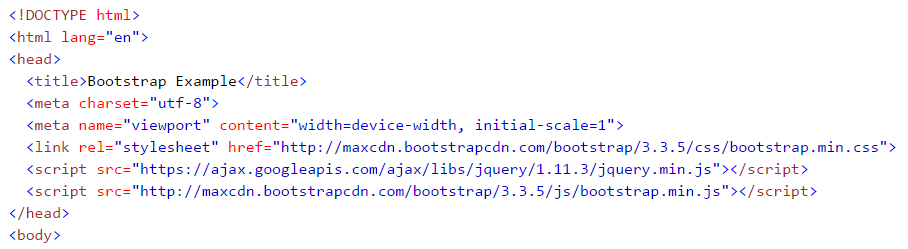 <!DOCTYPE html>
<html lang="en">
<head>
  <title>Bootstrap Example</title>
  <meta charset="utf-8">
  <meta name="viewport" content="width=device-width, initial-scale=1">
  <link rel="stylesheet" href="http://maxcdn.bootstrapcdn.com/bootstrap/3.3.5/css/bootstrap.min.css">
  <script src="https://ajax.googleapis.com/ajax/libs/jquery/1.11.3/jquery.min.js"></script>
  <script src="http://maxcdn.bootstrapcdn.com/bootstrap/3.3.5/js/bootstrap.min.js"></script>
</head>
<body>